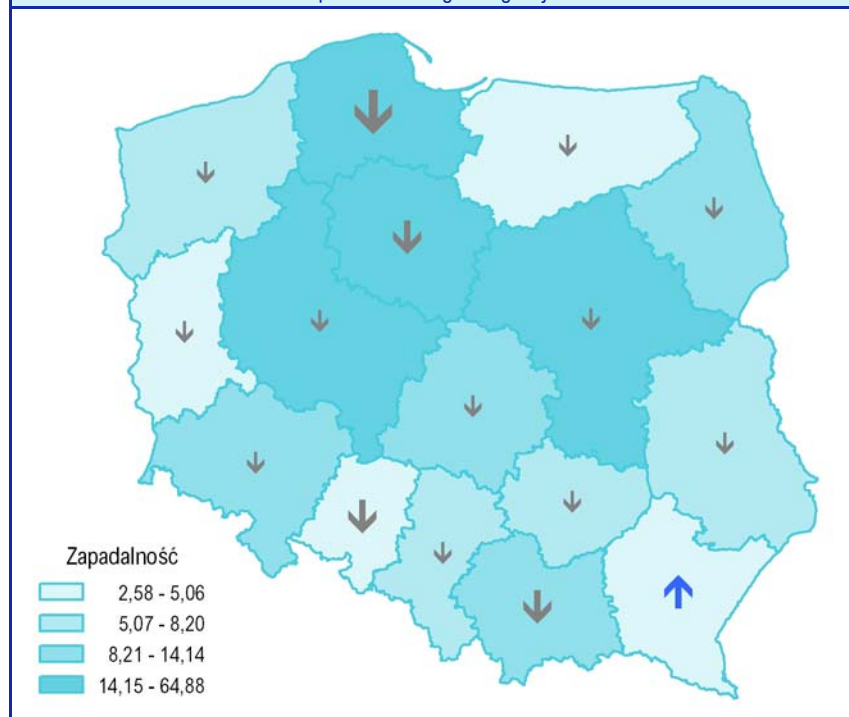 Zapadalność
2,58 - 5,06
5,07 - 8,20
8,21 - 14,14
14,15 - 64,88